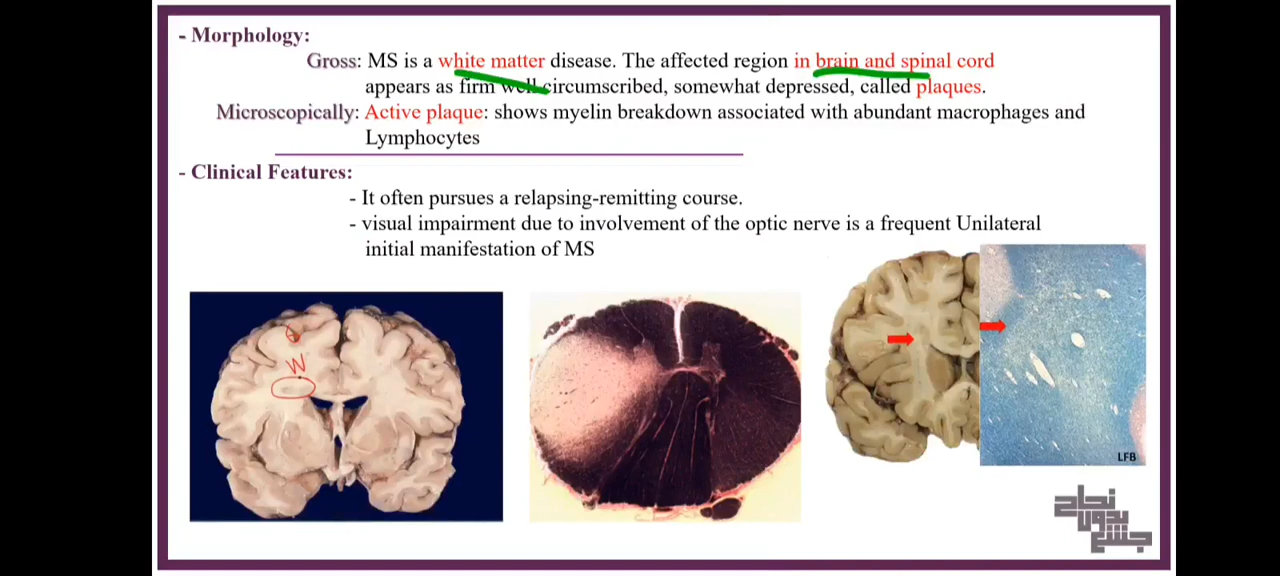 - Morphology:
Gross: MS is a white matter disease. The affected region in brain and spinal cord
appears as firm well circumscribed, somewhat depressed, called plaques.
Microscopically: Active plaque: shows myelin breakdown associated with abundant macrophages and
Lymphocytes
- Clinical Features:
- It often pursues a relapsing-remitting course.
- visual impairment due to involvement of the optic nerve is a frequent Unilateral
initial manifestation of MS
W
LFB
نجاح
بدون
جشع